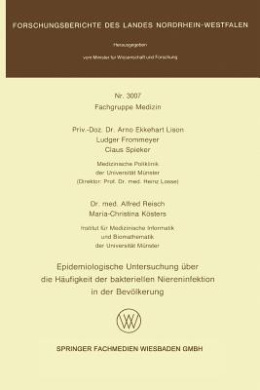 FORSCHUNGSBERICHTE DES LANDES NORDRHEIN-WESTFALEN
Herausgegeben
vom Minister für Wissenschaft und Forschung
Nr. 3007
Fachgruppe Medizin
Priv.-Doz. Dr. Arno Ekkehart Lison
Ludger Frommeyer
Claus Spieker
Medizinische Poliklinik
der Universität Münster
(Direktor: Prof. Dr. med. Heinz Losse)
Dr. med. Alfred Reisch
Maria-Christina Kösters
Institut für Medizinische Informatik
und Biomathematik
der Universität Münster
Epidemiologische Untersuchung über
die Häufigkeit der bakteriellen Niereninfektion
in der Bevölkerung
SPRINGER FACHMEDIEN WIESBADEN GMBH